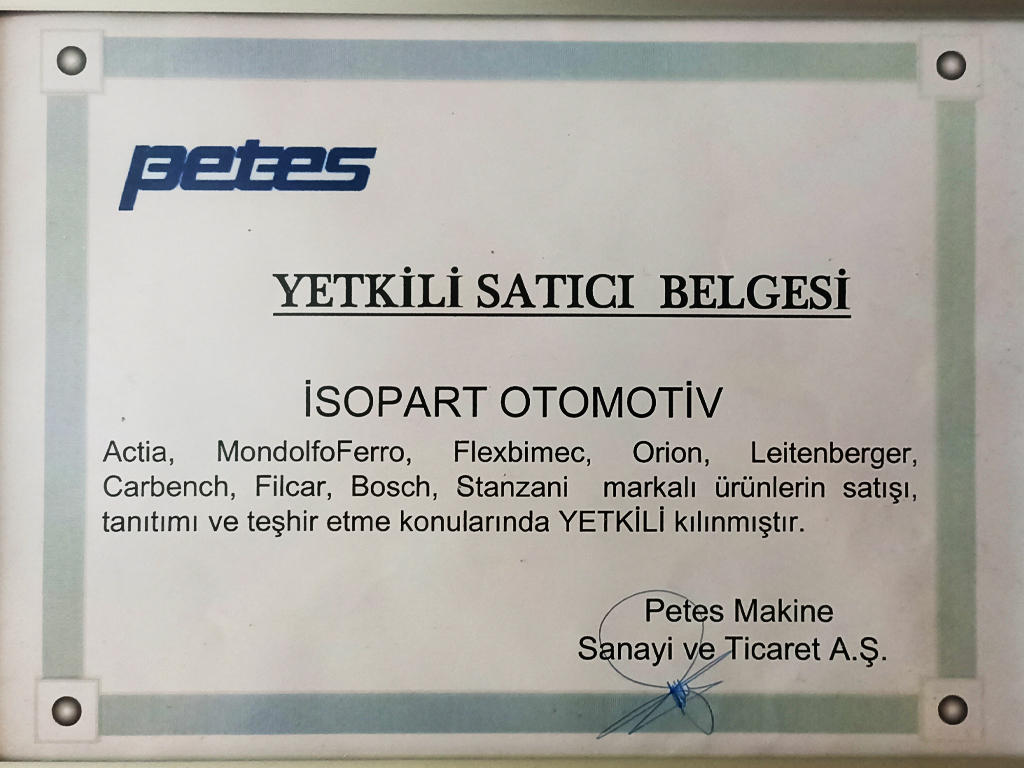 petes
YETKİLİ SATICI BELGESİ
İSOPART OTOMOTİV
Actia, MondolfoFerro, Flexbimec, Orion, Leitenberger,
Carbench, Filcar, Bosch, Stanzani markalı ürünlerin satışı,
tanıtımı ve teşhir etme konularında YETKİLİ kılınmıştır.
Petes Makine
Sanayi ve Ticaret A.Ş.